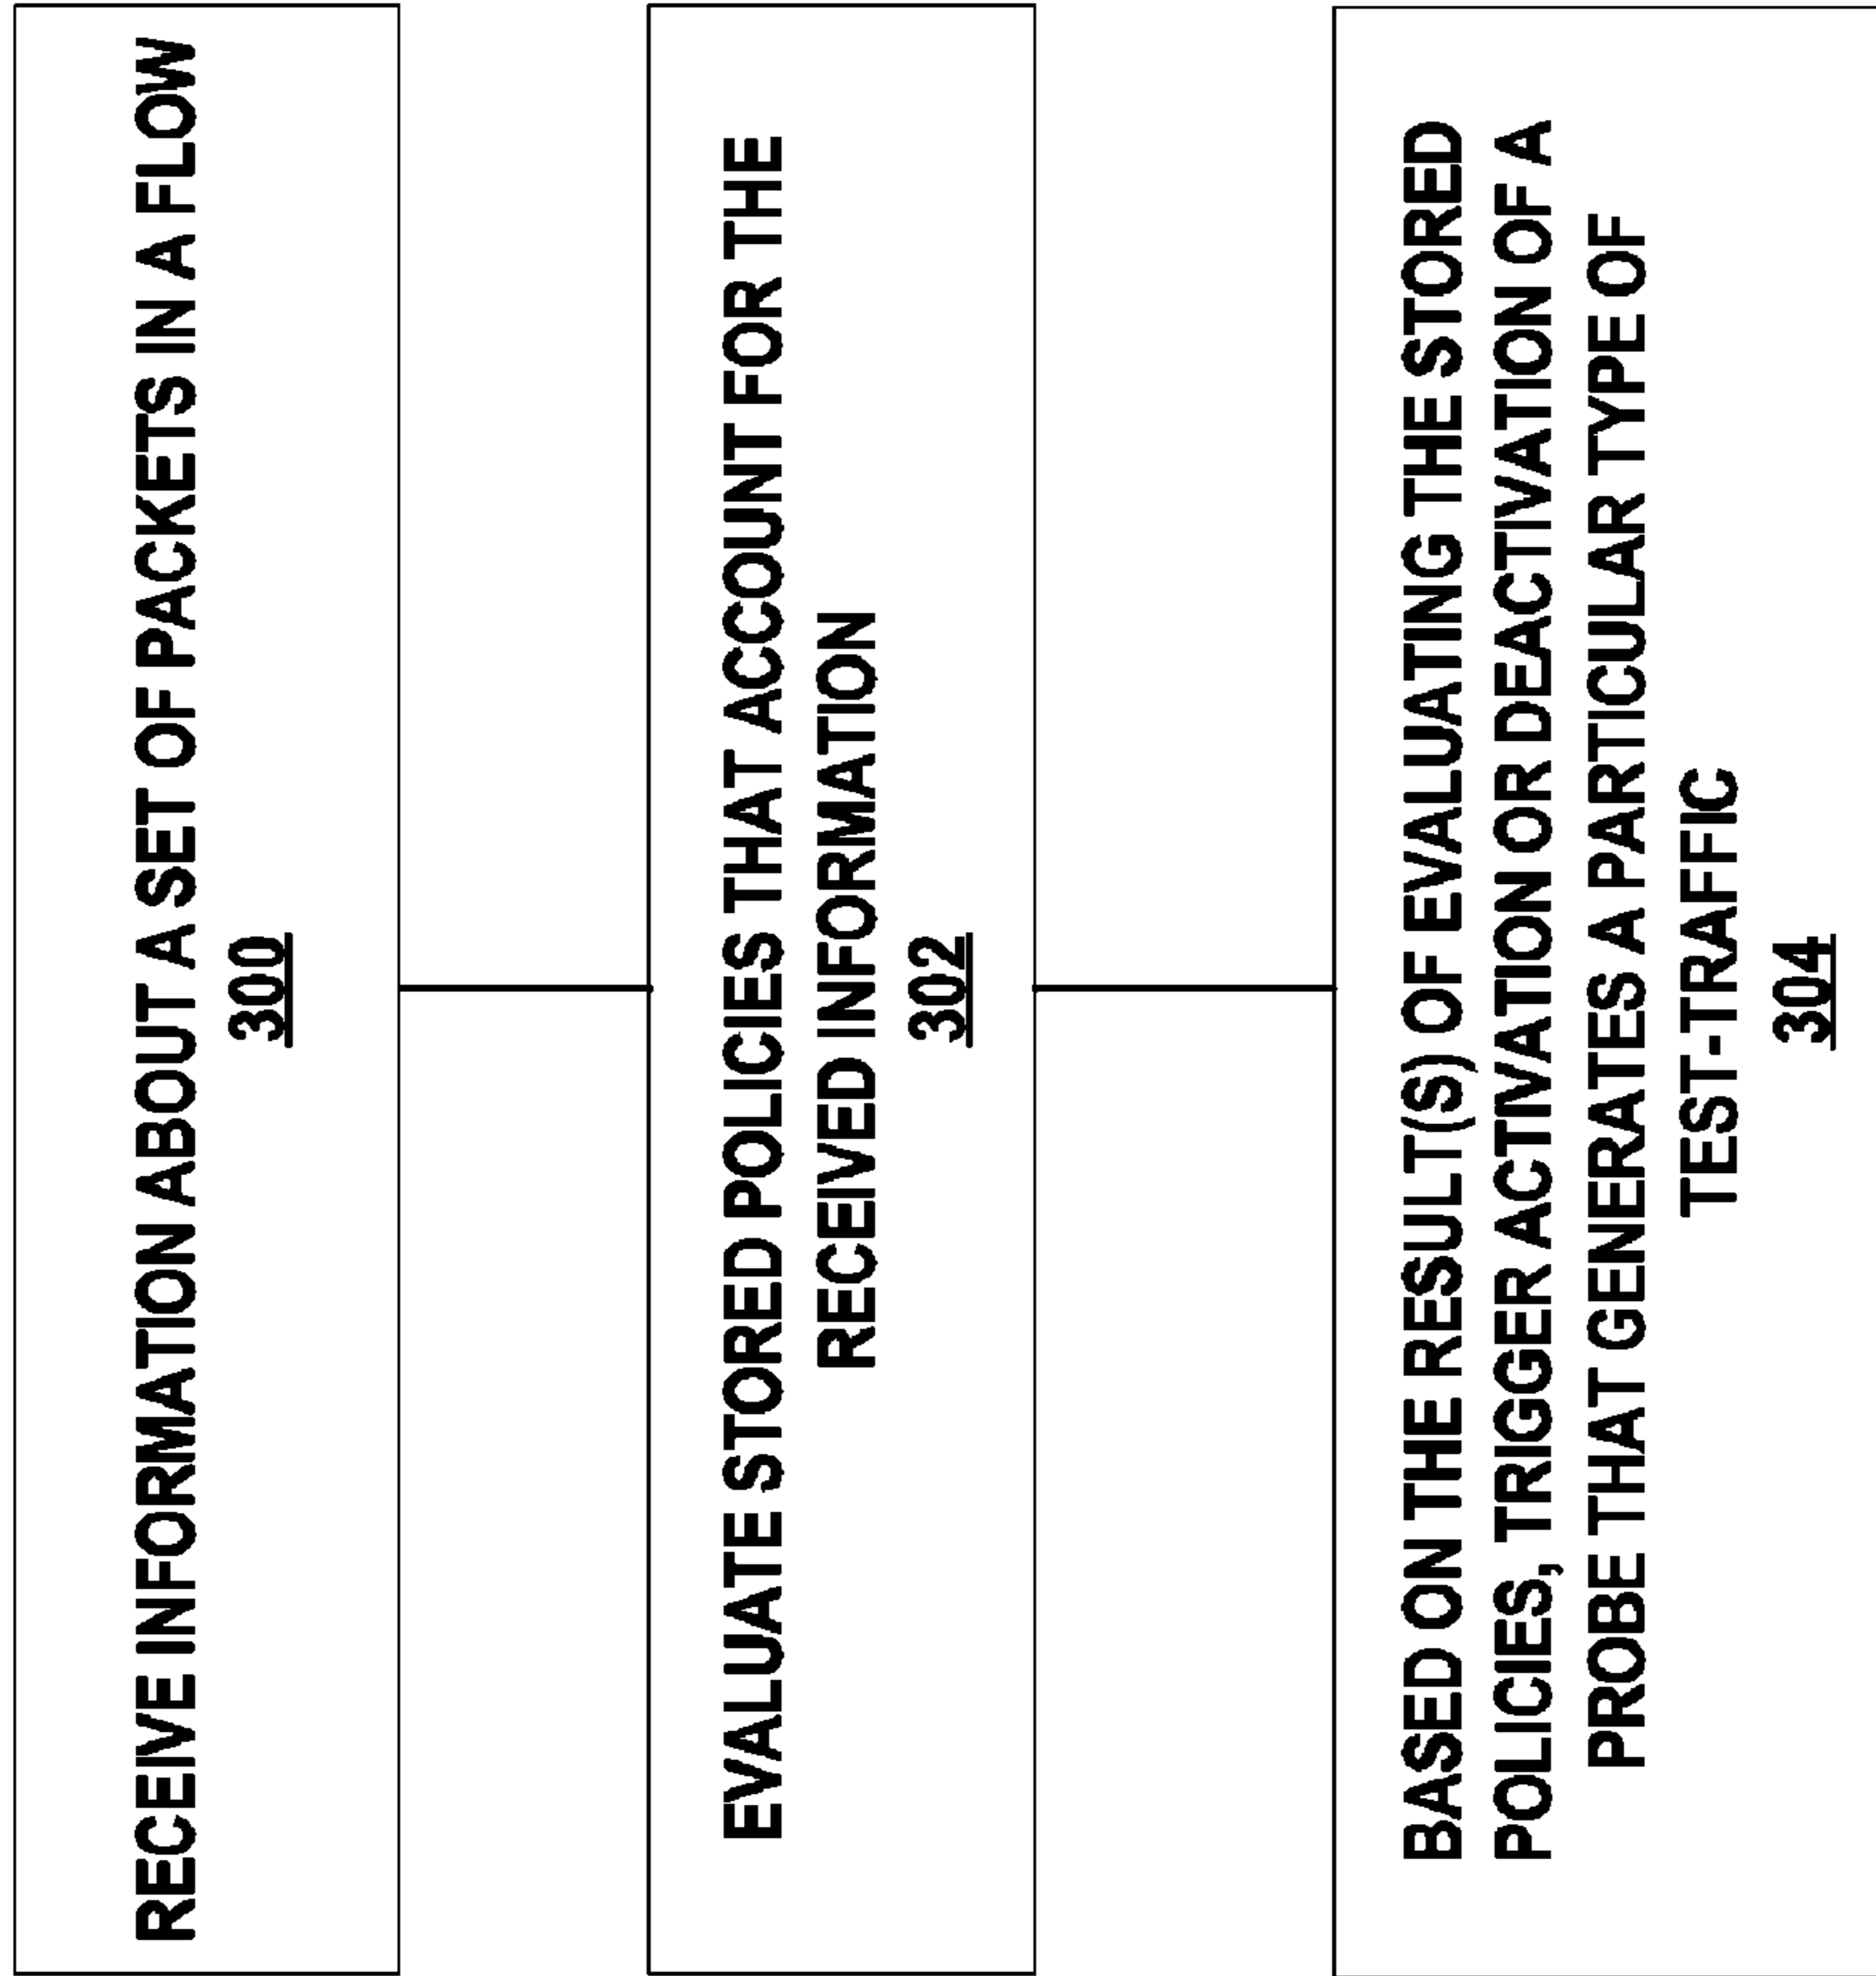 RECEIVE INFORMATION ABOUT A SET OF PACKETS IN A FLOW
300
EVALUATE STORED POLICIES THAT ACCOUNT FOR THE
RECEIVED INFORMATION
302
BASED ON THE RESULT(S) OF EVALUATING THE STORED
POLICIES, TRIGGER ACTIVATION OR DEACTIVATION OF A
PROBE THAT GENERATES A PARTICULAR TYPE OF
TEST-TRAFFIC
304